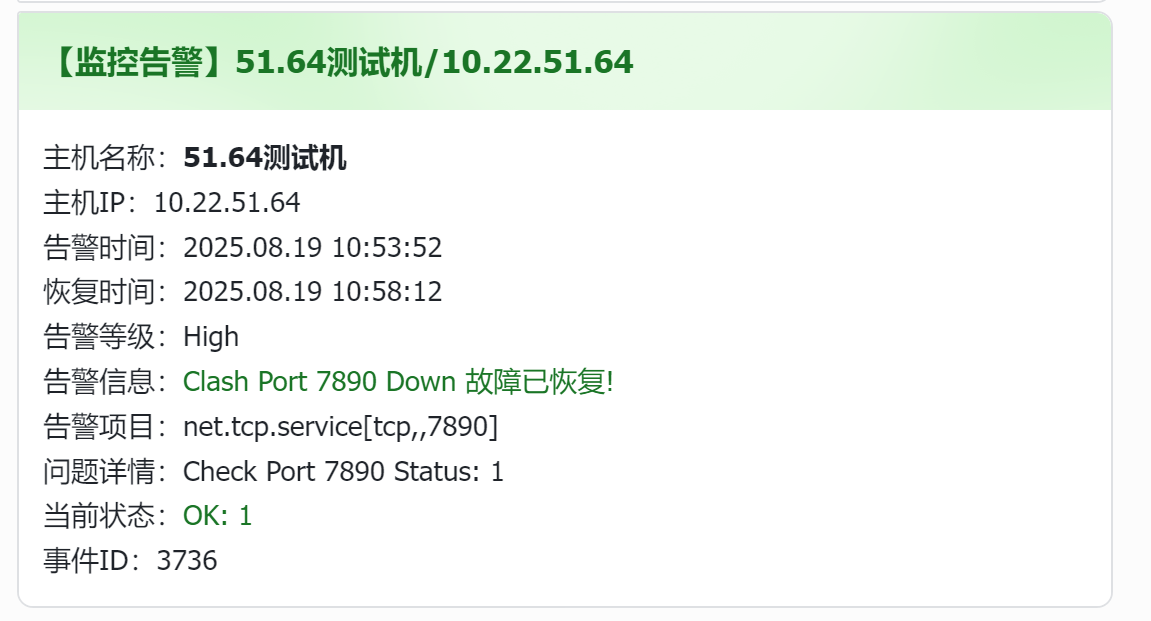 【监控告警】51.64测试机/10.22.51.64
主机名称：51.64测试机
主机IP：10.22.51.64
告警时间：2025.08.19 10:53:52
恢复时间：2025.08.19 10:58:12
告警等级：High
告警信息：Clash Port 7890 Down 故障已恢复!
告警项目：net.tcp.service[tcp,,7890]
问题详情：Check Port 7890 Status: 1
当前状态：OK: 1
事件ID：3736